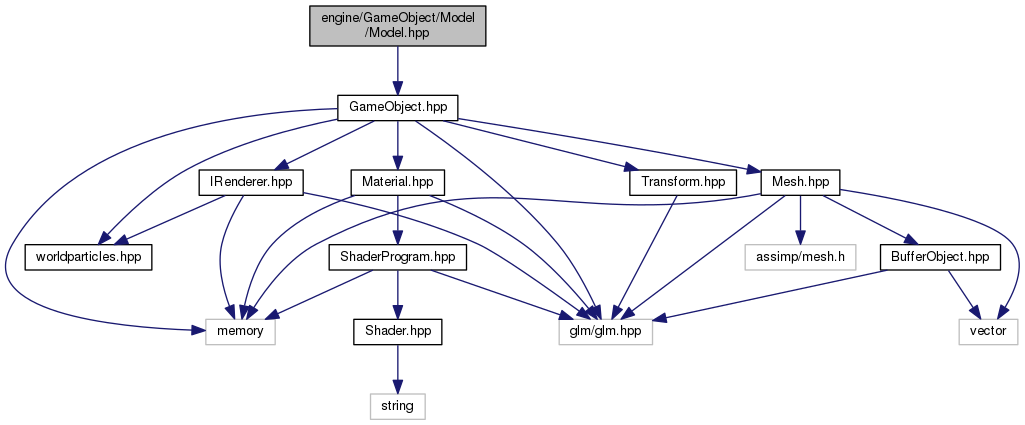 engine/GameObject/Model
/Model.hpp
GameObject.hpp
IRenderer.hpp
Material.hpp
Transform.hpp
Mesh.hpp
worldparticles.hpp
ShaderProgram.hpp
assimp/mesh.h
BufferObject.hpp
memory
Shader.hpp
glm/glm.hpp
vector
string